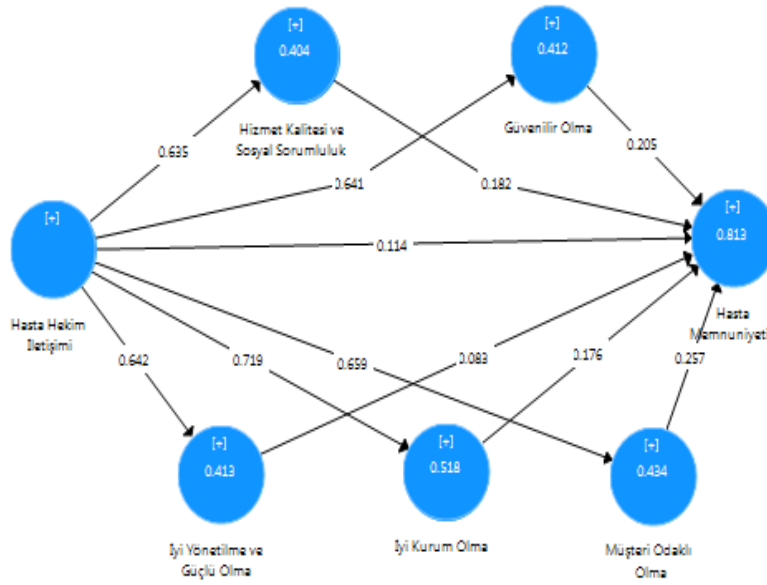 [+]
0.404
Hizmet Kalitesi ve
Sosyal Sorumluluk
[+]
0.412
Güvenilir Olma
0.635
0.641
0.182
0.205
[+]
Hasta Hekim
İletişimi
0.114
[+]
0.813
Hasta
Memnuniyeti
0.642
0.719
0.659
0.083
0.176
0.257
[+]
0.413
İyi Yönetilme ve
Güçlü Olma
[+]
0.518
İyi Kurum Olma
[+]
0.434
Müşteri Odaklı
Olma